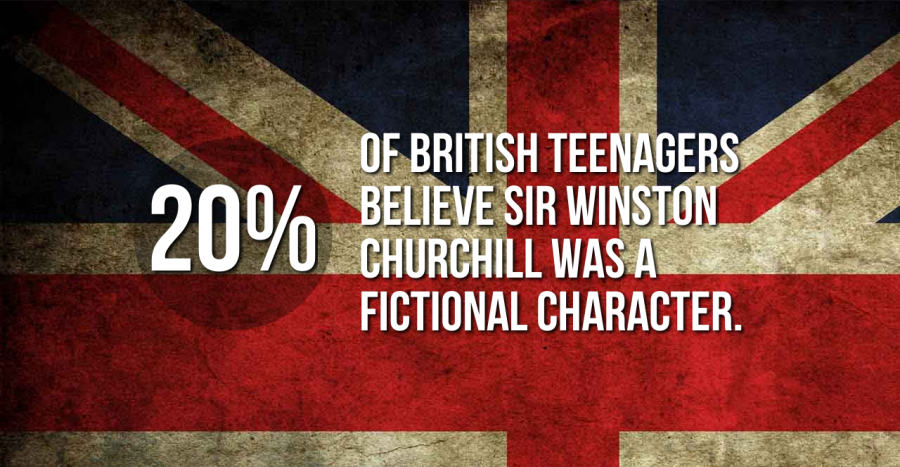 20%
OF BRITISH TEENAGERS
BELIEVE SIR WINSTON
CHURCHILL WAS A
FICTIONAL CHARACTER.